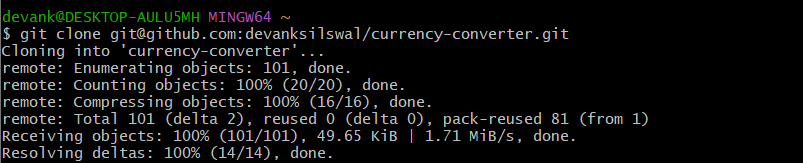 devank@DESKTOP-AULU5MH MINGW64 ~
$ git clone git@github.com:devanksilswal/currency-converter.git
Cloning into 'currency-converter'...
remote: Enumerating objects: 101, done.
remote: Counting objects: 100% (20/20), done.
remote: Compressing objects: 100% (16/16), done.
remote: Total 101 (delta 2), reused 0 (delta 0), pack-reused 81 (from 1)
Receiving objects: 100% (101/101), 49.65 KiB | 1.71 MiB/s, done.
Resolving deltas: 100% (14/14), done.